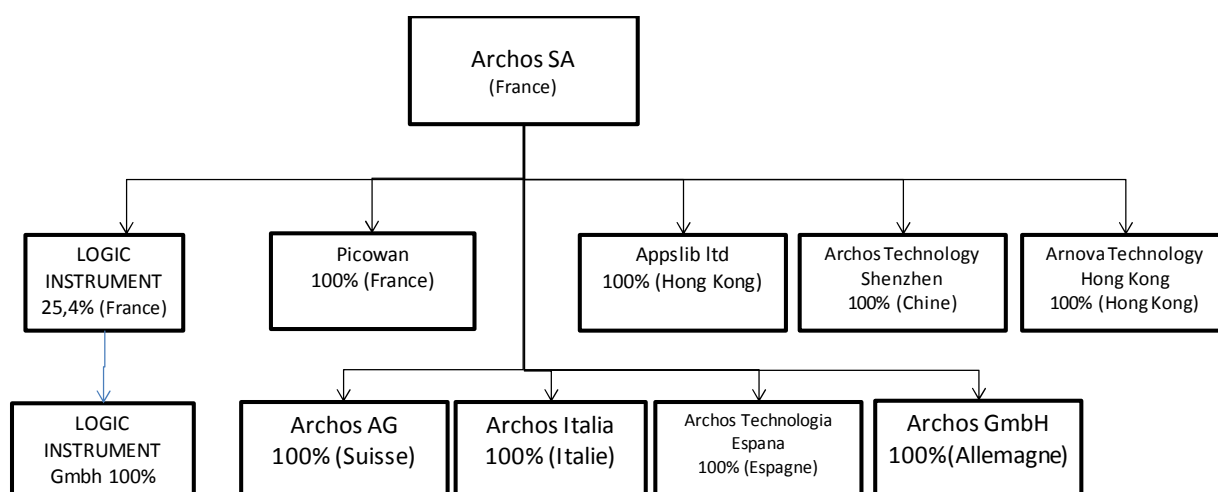 Archos SA
(France)
LOGIC
INSTRUMENT
25,4% (France)
Picowan
100% (France)
Appslib ltd
100% (Hong Kong)
Archos Technology
Shenzhen
100% (Chine)
Arnova Technology
Hong Kong
100% (Hong Kong)
LOGIC
INSTRUMENT
Gmbh 100%
Archos AG
100% (Suisse)
Archos Italia
100% (Italie)
Archos Technologia
Espana
100% (Espagne)
Archos GmbH
100%(Allemagne)